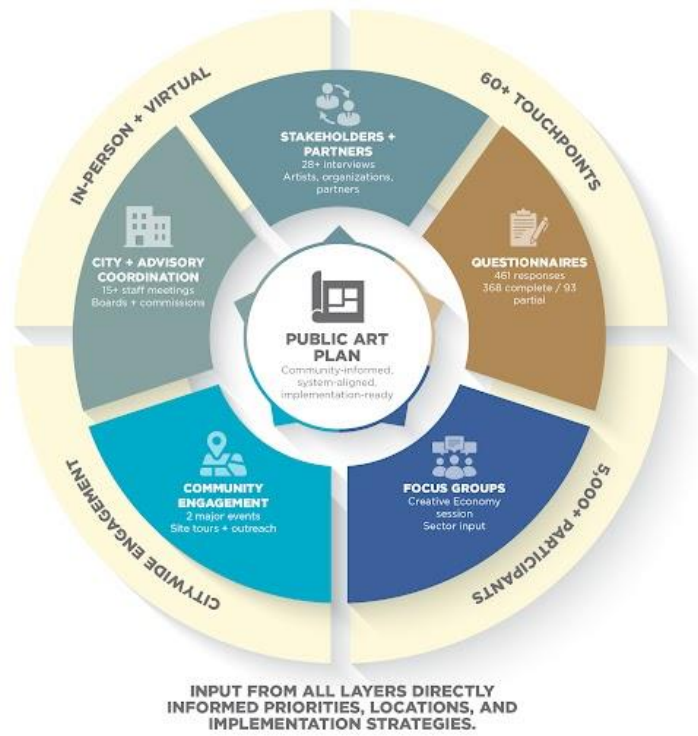 IN-PERSON + VIRTUAL
60+ TOUCHPOINTS
STAKEHOLDERS +
PARTNERS
28+ interviews
Artists, organizations,
partners
CITY + ADVISORY
COORDINATION
15+ staff meetings
Boards + commissions
QUESTIONNAIRES
461 responses
368 complete / 93
partial
PUBLIC ART
PLAN
Community-informed,
system-aligned,
implementation-ready
COMMUNITY
ENGAGEMENT
2 major events
Site tours + outreach
FOCUS GROUPS
Creative Economy
session
Sector input
CITYWIDE ENGAGEMENT
5,000+ PARTICIPANTS
INPUT FROM ALL LAYERS DIRECTLY
INFORMED PRIORITIES, LOCATIONS, AND
IMPLEMENTATION STRATEGIES.